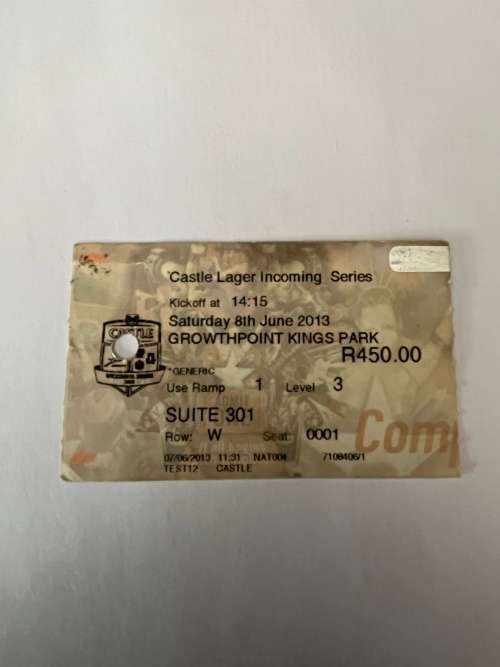 Castle Lager Incoming Series
Kickoff at 14:15
Saturday 8th June 2013
GROWTHPOINT KINGS PARK
R450.00
*GENERIC
Use Ramp 1 Level 3
SUITE 301
Row: W Seat: 0001
07/06/2013 11:31 NAT004 7108406/1
TEST12 CASTLE
CASTLE
Com